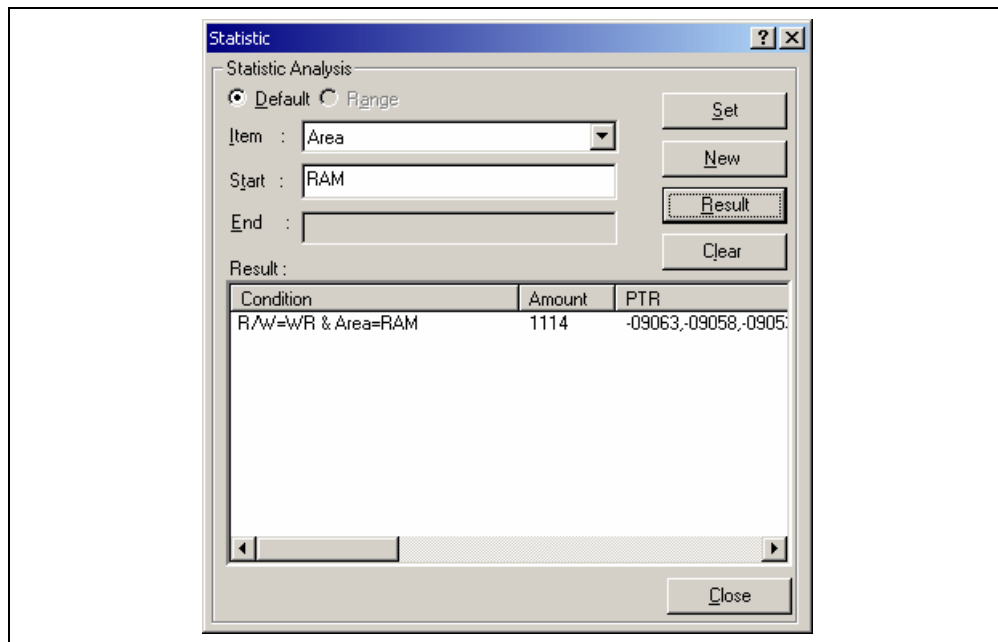 Statistic
Statistic Analysis
Default Range
Item : Area
Start : RAM
End :
Set
New
Result
Clear
Result :
Condition Amount PTR
R/W=WR & Area=RAM 1114 -09063,-09058,-0905
Close